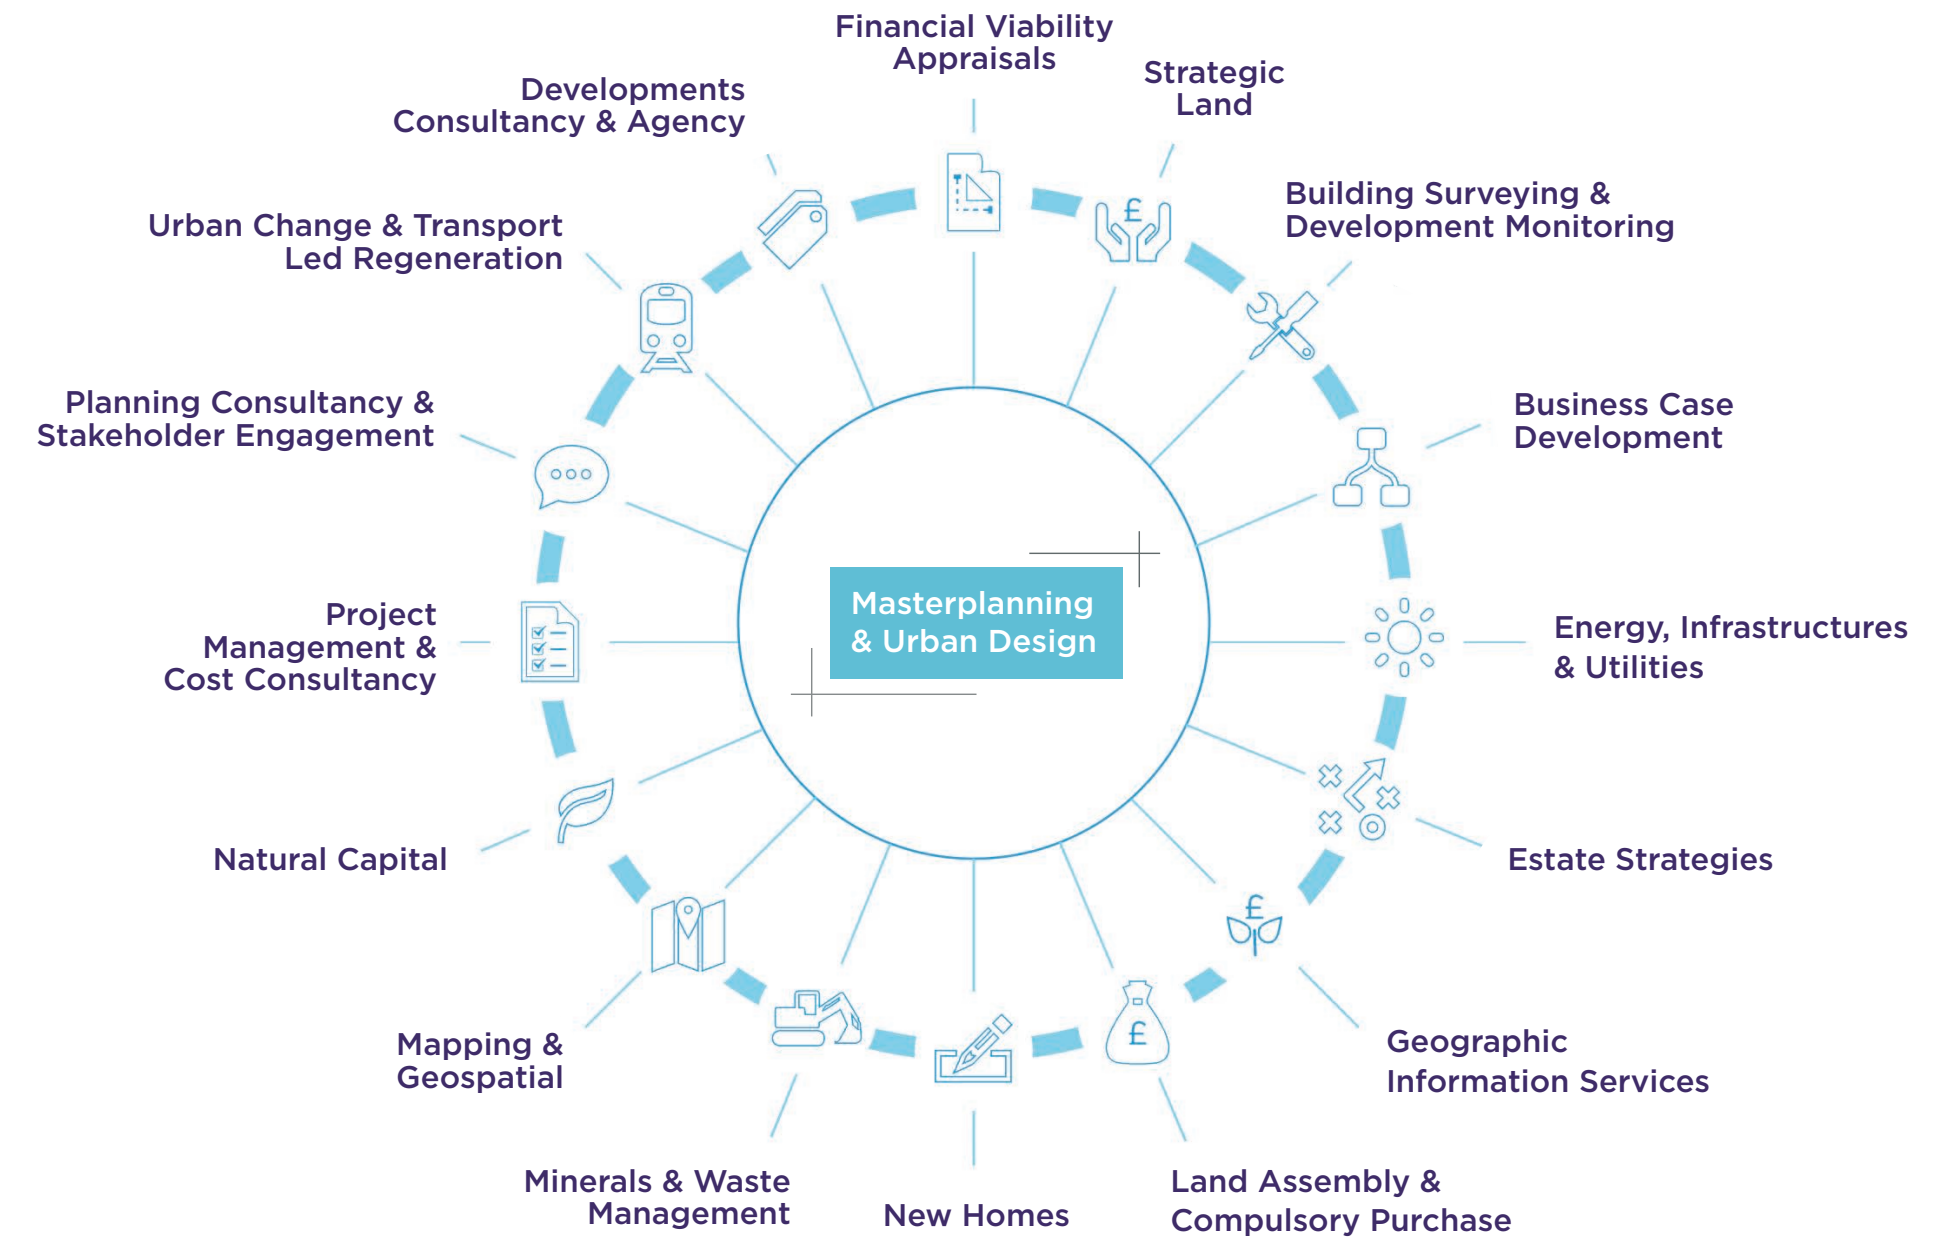 Financial Viability
Appraisals
Strategic
Land
Developments
Consultancy & Agency
Building Surveying &
Development Monitoring
Urban Change & Transport
Led Regeneration
Planning Consultancy &
Stakeholder Engagement
Business Case
Development
Masterplanning
& Urban Design
Project
Management &
Cost Consultancy
Energy, Infrastructures
& Utilities
Natural Capital
Estate Strategies
£
£
£
Mapping &
Geospatial
Geographic
Information Services
Minerals & Waste
Management
New Homes
Land Assembly &
Compulsory Purchase